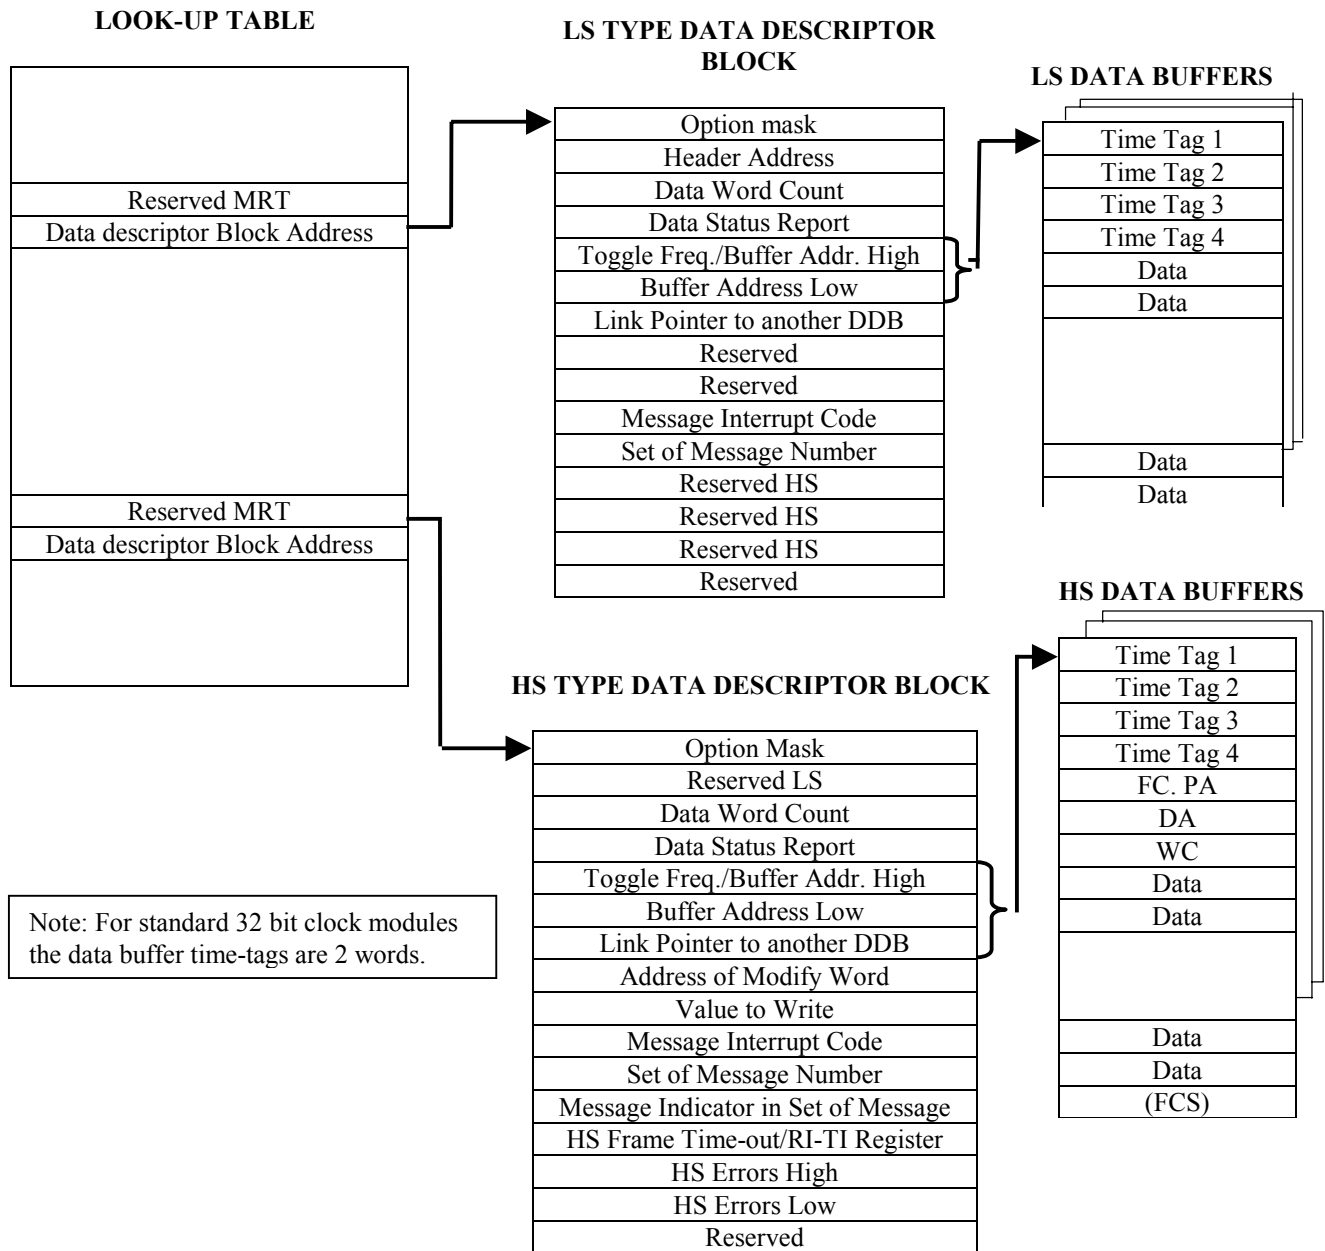 LOOK-UP TABLE
Reserved MRT
Data descriptor Block Address
Reserved MRT
Data descriptor Block Address
LS TYPE DATA DESCRIPTOR
BLOCK
Option mask
Header Address
Data Word Count
Data Status Report
Toggle Freq./Buffer Addr. High
Buffer Address Low
Link Pointer to another DDB
Reserved
Reserved
Message Interrupt Code
Set of Message Number
Reserved HS
Reserved HS
Reserved HS
Reserved
LS DATA BUFFERS
Time Tag 1
Time Tag 2
Time Tag 3
Time Tag 4
Data
Data
Data
Data
HS TYPE DATA DESCRIPTOR BLOCK
Option Mask
Reserved LS
Data Word Count
Data Status Report
Toggle Freq./Buffer Addr. High
Buffer Address Low
Link Pointer to another DDB
Address of Modify Word
Value to Write
Message Interrupt Code
Set of Message Number
Message Indicator in Set of Message
HS Frame Time-out/RI-TI Register
HS Errors High
HS Errors Low
Reserved
HS DATA BUFFERS
Time Tag 1
Time Tag 2
Time Tag 3
Time Tag 4
FC. PA
DA
WC
Data
Data
Data
Data
(FCS)
Note: For standard 32 bit clock modules
the data buffer time-tags are 2 words.